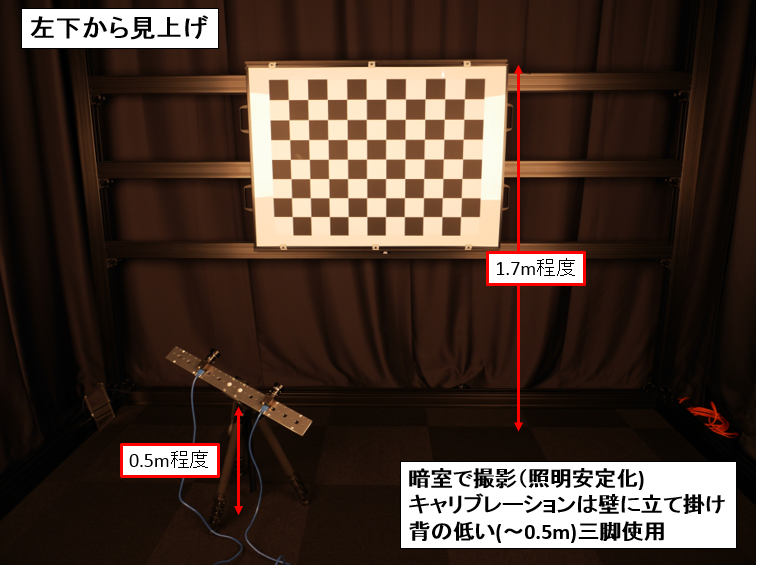 左下から見上げ
1.7m程度
0.5m程度
暗室で撮影(照明安定化)
キャリブレーションは壁に立て掛け
背の低い(～0.5m)三脚使用